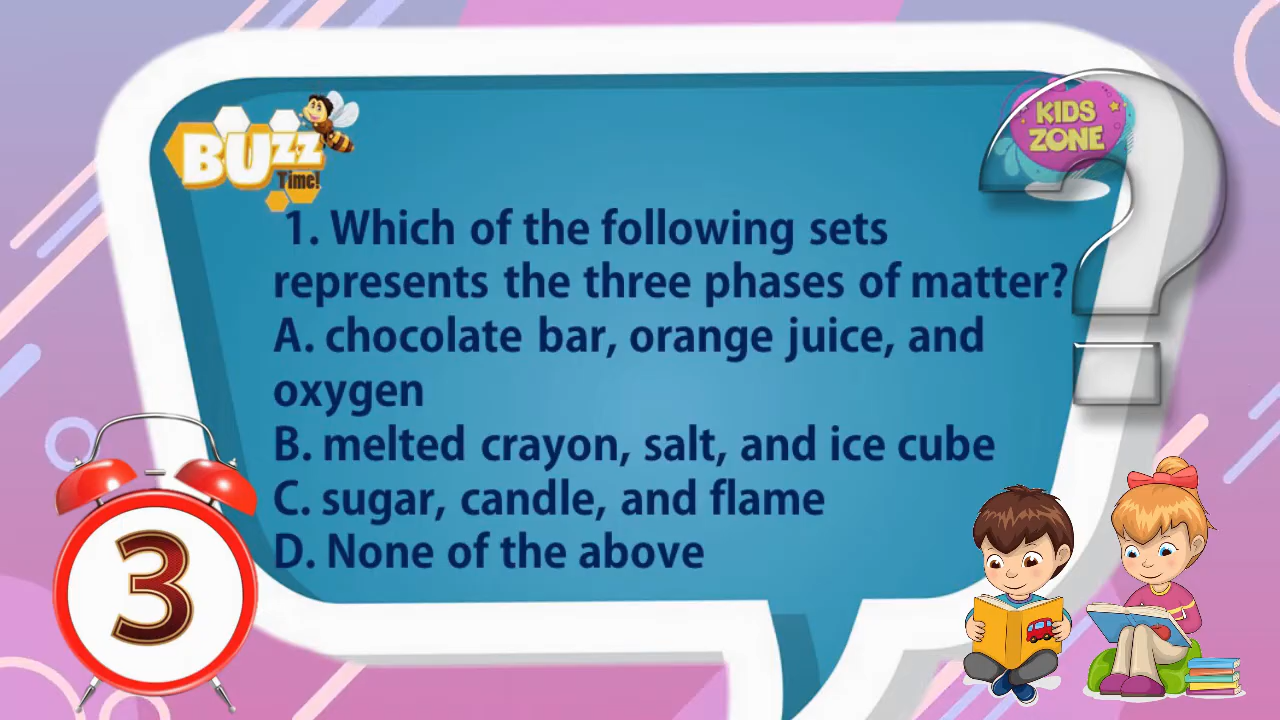 BUzz
Time!
KIDS
ZONE
1. Which of the following sets
represents the three phases of matter?
A. chocolate bar, orange juice, and
oxygen
B. melted crayon, salt, and ice cube
C. sugar, candle, and flame
D. None of the above
3